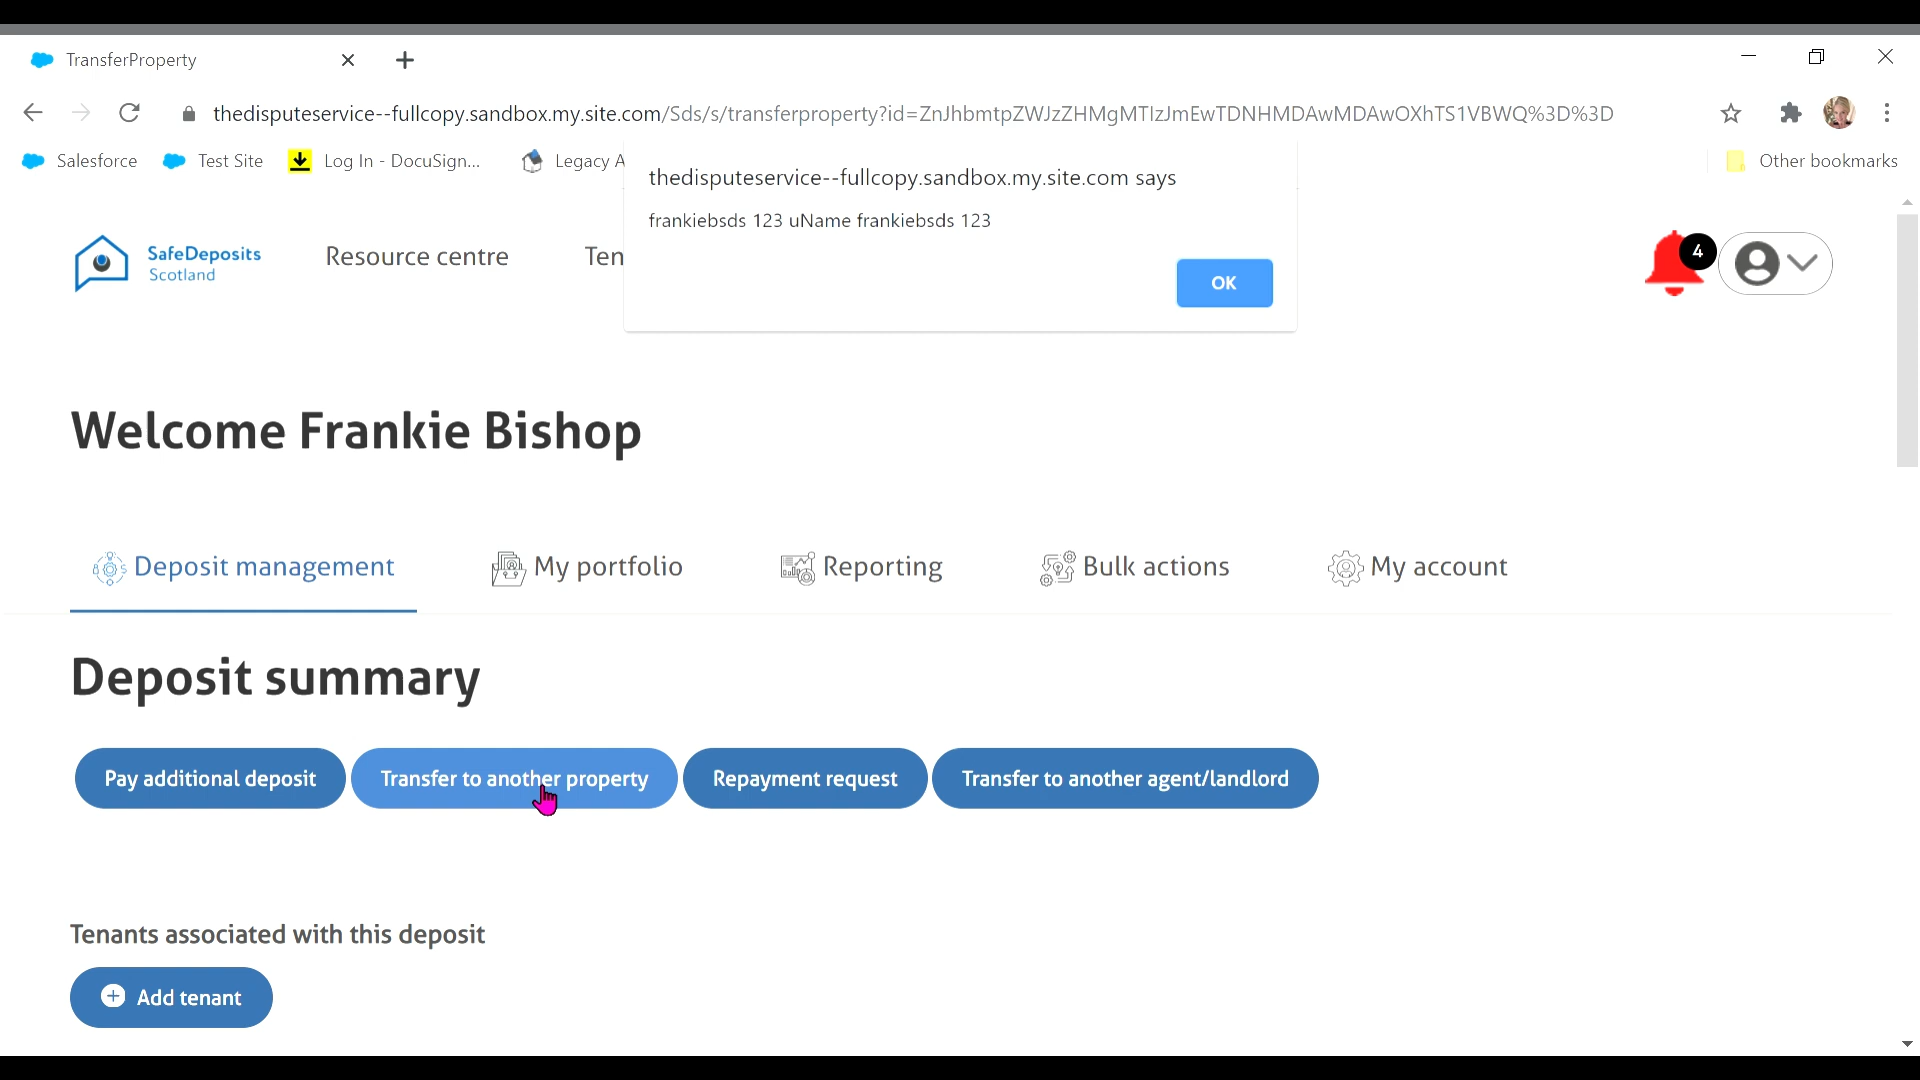 TransferProperty
thedisputeservice--fullcopy.sandbox.my.site.com/Sds/s/transferproperty?id=ZnJhbmtpZWJzZHMgMTIzJmEwTDNHMDAwMDAwOXhTS1VBWQ%3D%3D
Salesforce Test Site Log In - DocuSign... Legacy A Other bookmarks
thedisputeservice--fullcopy.sandbox.my.site.com says
frankiebsds 123 uName frankiebsds 123
OK
SafeDeposits
Scotland
Resource centre Ten
4
Welcome Frankie Bishop
Deposit management My portfolio Reporting Bulk actions My account
Deposit summary
Pay additional deposit Transfer to another property Repayment request Transfer to another agent/landlord
Tenants associated with this deposit
Add tenant